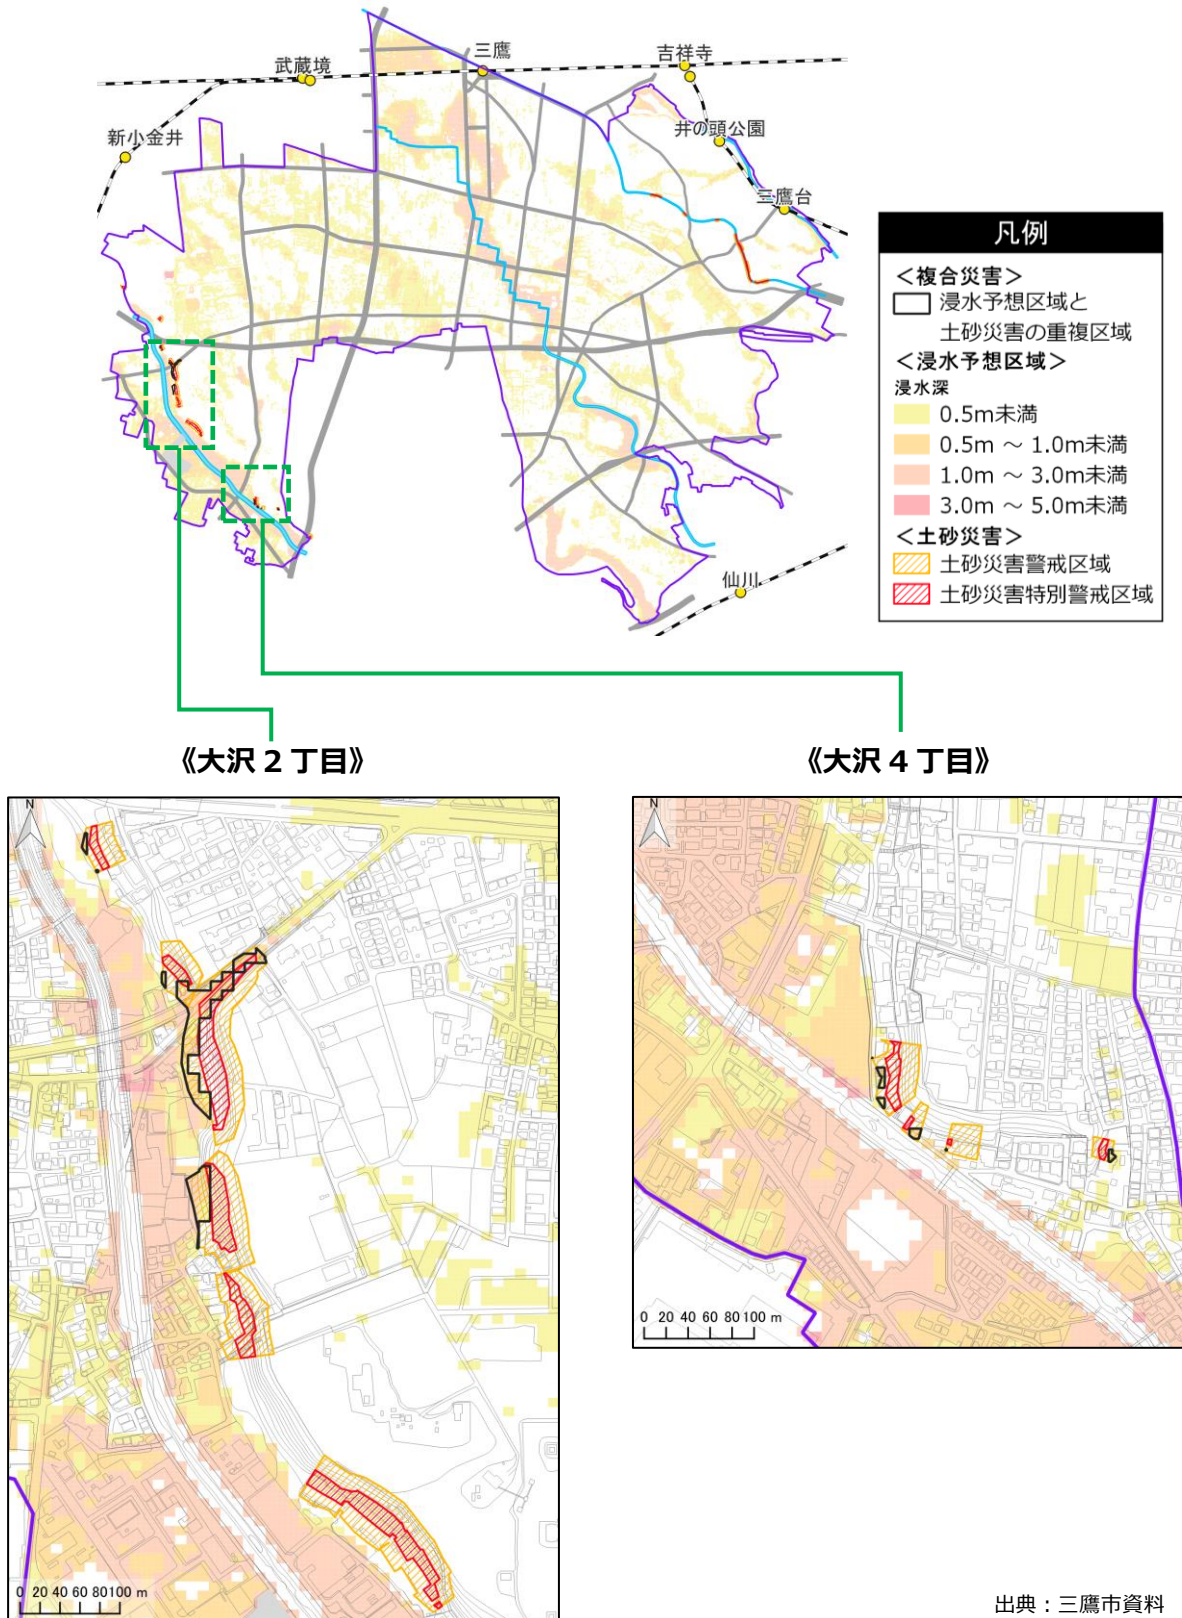 武蔵境
三鷹
吉祥寺
新小金井
井の頭公園
三鷹台
仙川
凡例
＜複合災害＞
浸水予想区域と
土砂災害の重複区域
＜浸水予想区域＞
浸水深
0.5m未満
0.5m ～ 1.0m未満
1.0m ～ 3.0m未満
3.0m ～ 5.0m未満
＜土砂災害＞
土砂災害警戒区域
土砂災害特別警戒区域
《大沢２丁目》
《大沢４丁目》
N
0 20 40 60 80100 m
N
0 20 40 60 80 100 m
出典：三鷹市資料